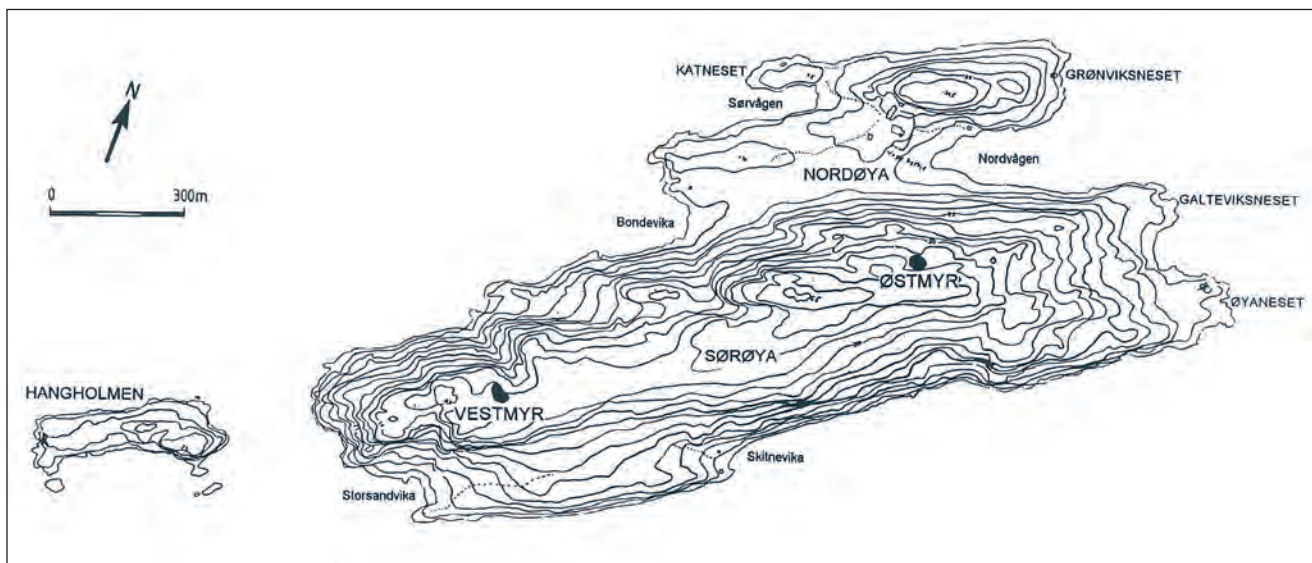 KATNESET
GRØNVIKSNESET
Sørvågen
N
Nordvågen
NORDØYA
0 300m
GALTEVIKSNESET
Bondevika
ØSTMYR
ØYANESET
SØRØYA
HANGHOLMEN
VESTMYR
Skitnevika
Storsandvika